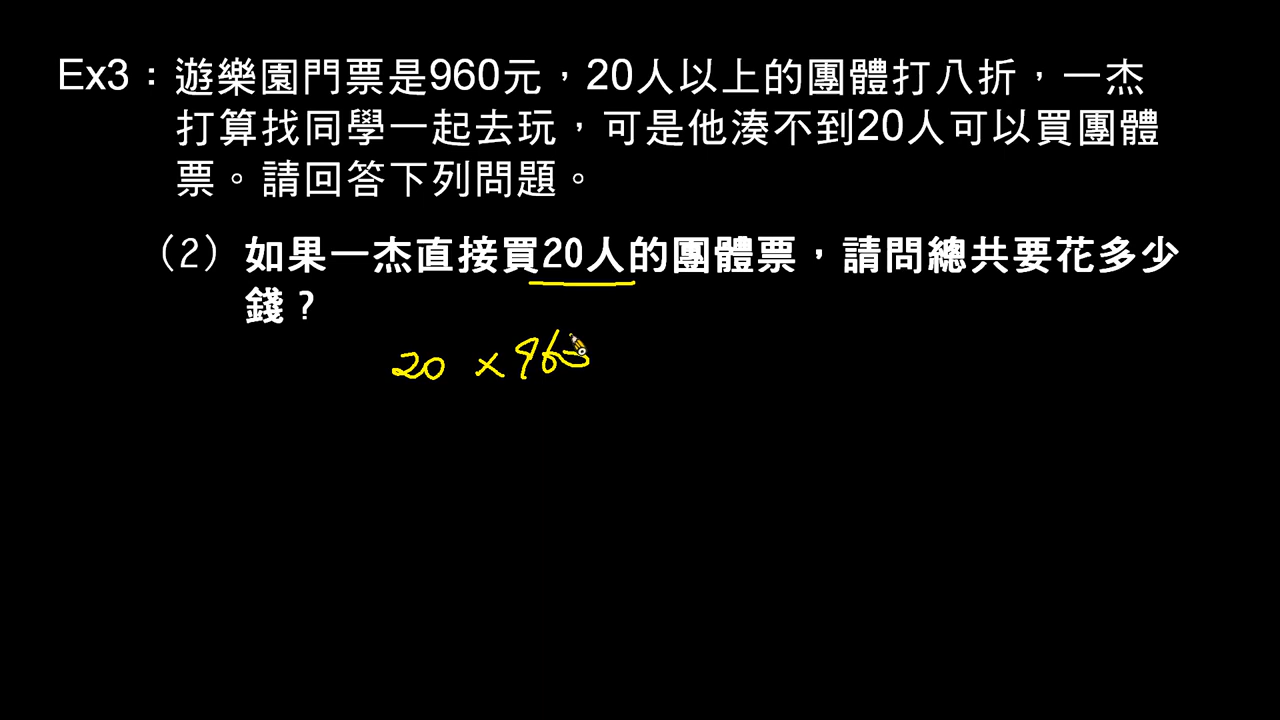 Ex3：遊樂園門票是960元，20人以上的團體打八折，一杰
打算找同學一起去玩，可是他湊不到20人可以買團體
票。請回答下列問題。
（2）如果一杰直接買20人的團體票，請問總共要花多少
錢？
20 × 960